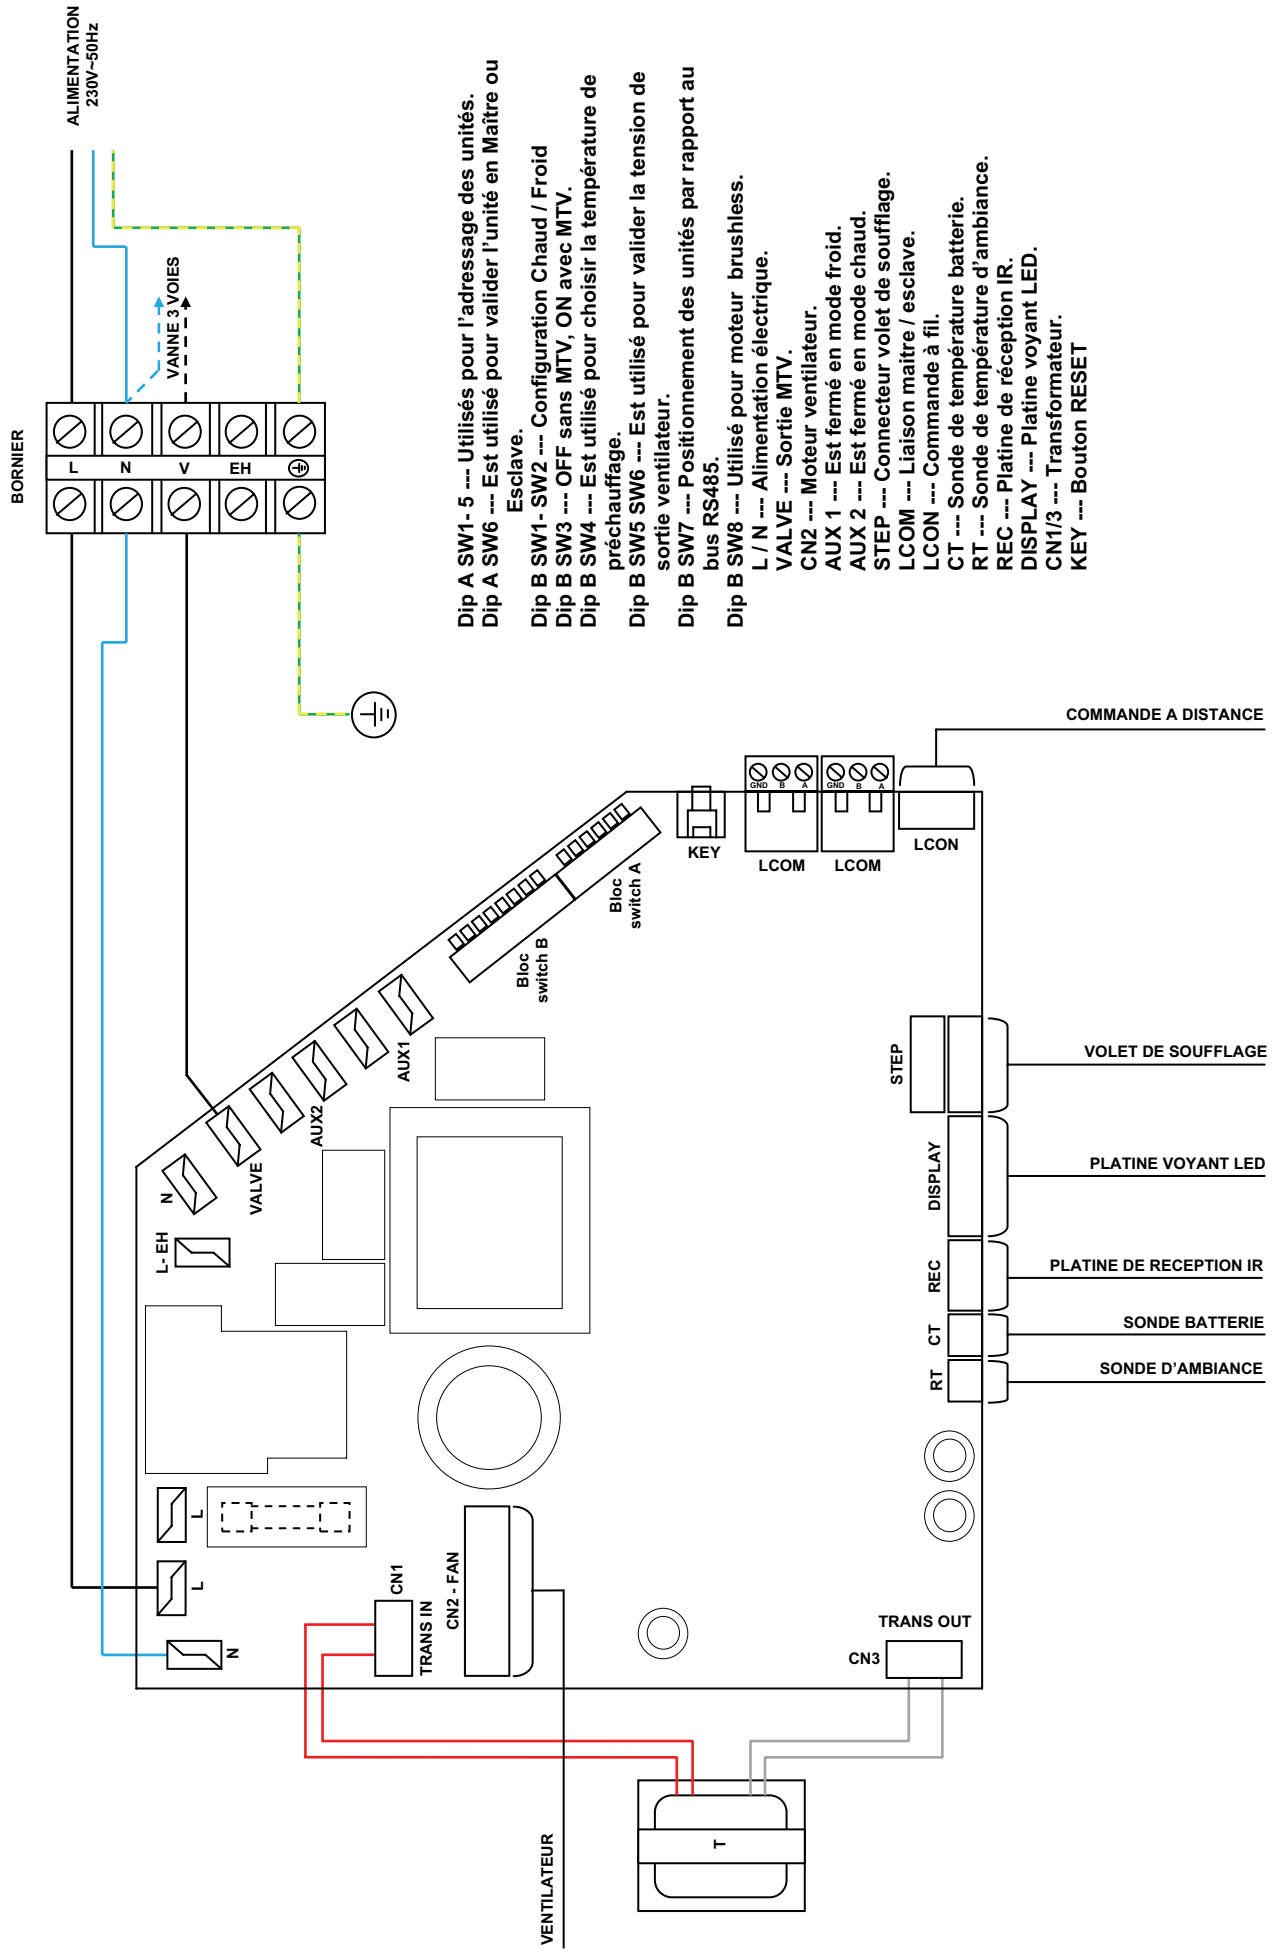 BORNIER
ALIMENTATION
230V~50Hz
VANNE 3 VOIES
L
N
V
EH
Dip A SW1- 5 --- Utilisés pour l'adressage des unités.
Dip A SW6 --- Est utilisé pour valider l'unité en Maître ou
Esclave.
Dip B SW1- SW2 --- Configuration Chaud / Froid
Dip B SW3 --- OFF sans MTV, ON avec MTV.
Dip B SW4 --- Est utilisé pour choisir la température de
préchauffage.
Dip B SW5 SW6 --- Est utilisé pour valider la tension de
sortie ventilateur.
Dip B SW7 --- Positionnement des unités par rapport au
bus RS485.
Dip B SW8 --- Utilisé pour moteur brushless.
L / N --- Alimentation électrique.
VALVE --- Sortie MTV.
CN2 --- Moteur ventilateur.
AUX 1 --- Est fermé en mode froid.
AUX 2 --- Est fermé en mode chaud.
STEP --- Connecteur volet de soufflage.
LCOM --- Liaison maitre / esclave.
LCON --- Commande à fil.
CT --- Sonde de température batterie.
RT --- Sonde de température d'ambiance.
REC --- Platine de réception IR.
DISPLAY --- Platine voyant LED.
CN1/3 --- Transformateur.
KEY --- Bouton RESET
COMMANDE A DISTANCE
GND
B
A
GND
B
A
KEY
LCOM
LCOM
LCON
Bloc
switch A
Bloc
switch B
AUX1
AUX2
VALVE
N
L- EH
STEP
VOLET DE SOUFFLAGE
DISPLAY
PLATINE VOYANT LED
REC
PLATINE DE RECEPTION IR
CT
SONDE BATTERIE
RT
SONDE D'AMBIANCE
L
L
N
CN1
TRANS IN
CN2 - FAN
TRANS OUT
CN3
T
VENTILATEUR